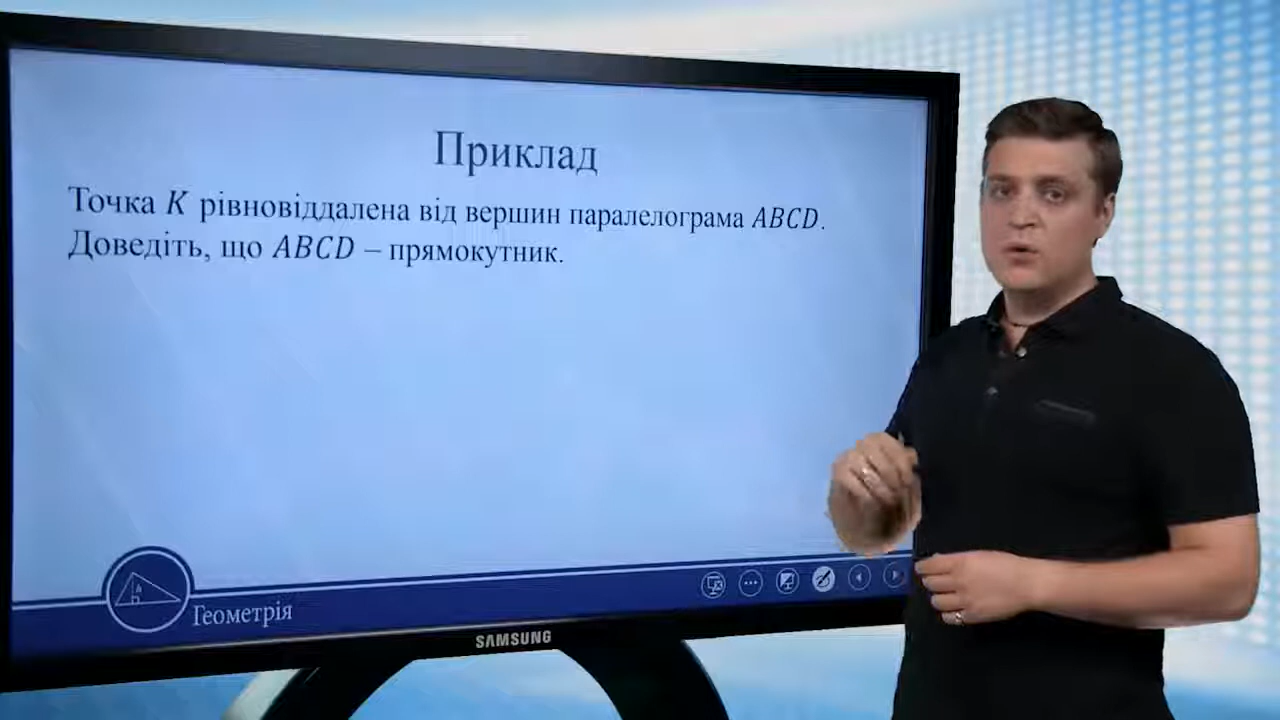 Приклад
Точка K рівновіддалена від вершин паралелограма ABCD.
Доведіть, що ABCD – прямокутник.
Геометрія
SAMSUNG